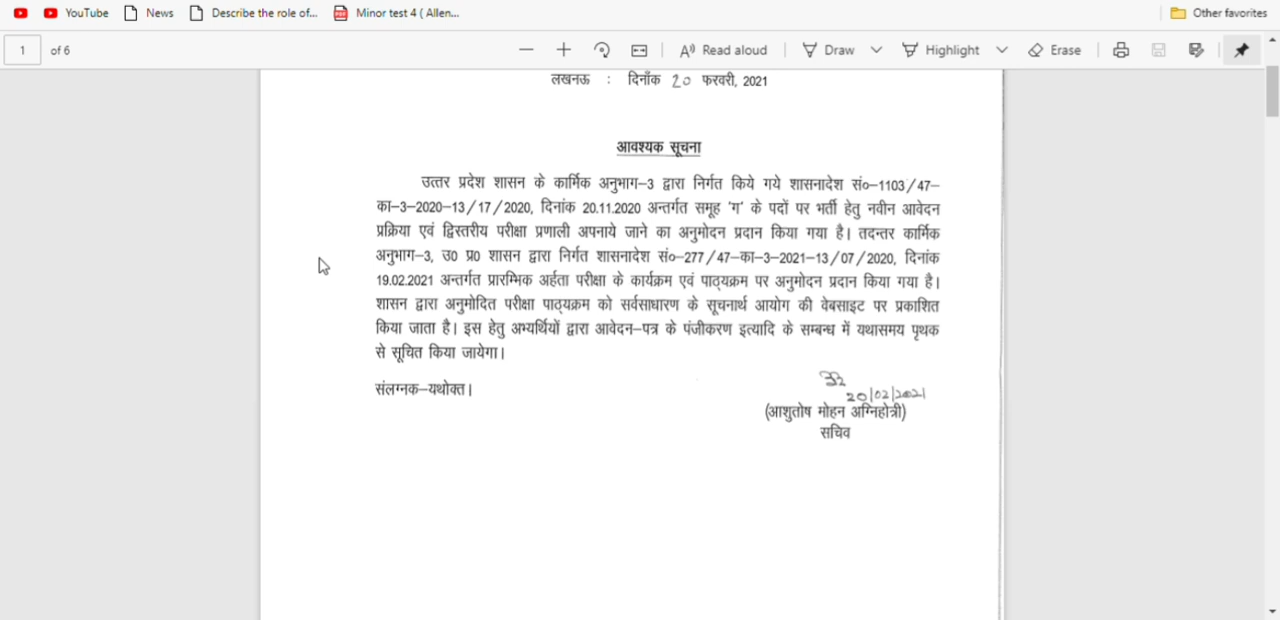 YouTube News Describe the role of... Minor test 4 ( Allen... Other favorites
1 of 6 Read aloud Draw Highlight Erase
लखनऊ : दिनाँक 20 फरवरी, 2021
आवश्यक सूचना
उत्तर प्रदेश शासन के कार्मिक अनुभाग–3 द्वारा निर्गत किये गये शासनादेश सं०–1103/47–
का–3–2020–13/17/2020, दिनांक 20.11.2020 अन्तर्गत समूह 'ग' के पदों पर भर्ती हेतु नवीन आवेदन
प्रक्रिया एवं द्विस्तरीय परीक्षा प्रणाली अपनाये जाने का अनुमोदन प्रदान किया गया है। तदन्तर कार्मिक
अनुभाग–3, उ० प्र० शासन द्वारा निर्गत शासनादेश सं०–277/47–का–3–2021–13/07/2020, दिनांक
19.02.2021 अन्तर्गत प्रारम्भिक अर्हता परीक्षा के कार्यक्रम एवं पाठ्यक्रम पर अनुमोदन प्रदान किया गया है।
शासन द्वारा अनुमोदित परीक्षा पाठ्यक्रम को सर्वसाधारण के सूचनार्थ आयोग की वेबसाइट पर प्रकाशित
किया जाता है। इस हेतु अभ्यर्थियों द्वारा आवेदन–पत्र के पंजीकरण इत्यादि के सम्बन्ध में यथासमय पृथक
से सूचित किया जायेगा।
संलग्नक–यथोक्त।
20/02/2021
(आशुतोष मोहन अग्निहोत्री)
सचिव